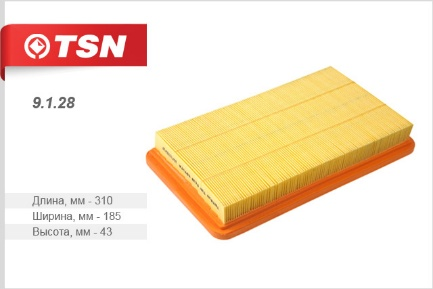 TSN
9.1.28
Длина, мм - 310
Ширина, мм - 185
Высота, мм - 43